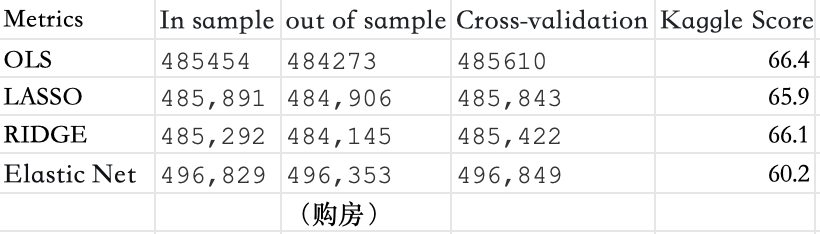 Metrics In sample out of sample Cross-validation Kaggle Score
OLS 485454 484273 485610 66.4
LASSO 485,891 484,906 485,843 65.9
RIDGE 485,292 484,145 485,422 66.1
Elastic Net 496,829 496,353 496,849 60.2
（购房）